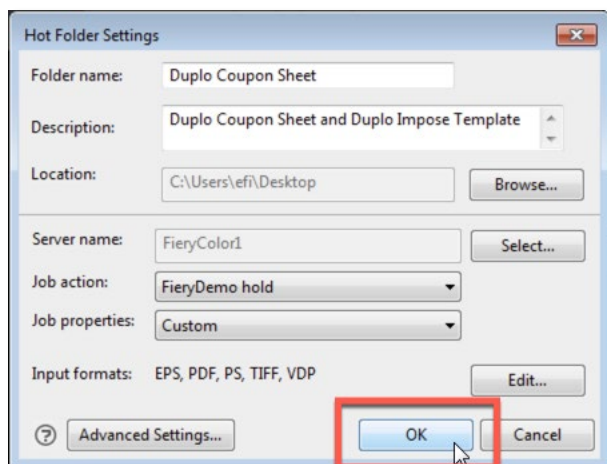 Hot Folder Settings
Folder name: Duplo Coupon Sheet
Description: Duplo Coupon Sheet and Duplo Impose Template
Location: C:\Users\efi\Desktop Browse...
Server name: FieryColor1 Select...
Job action: FieryDemo hold
Job properties: Custom
Input formats: EPS, PDF, PS, TIFF, VDP Edit...
? Advanced Settings... OK Cancel